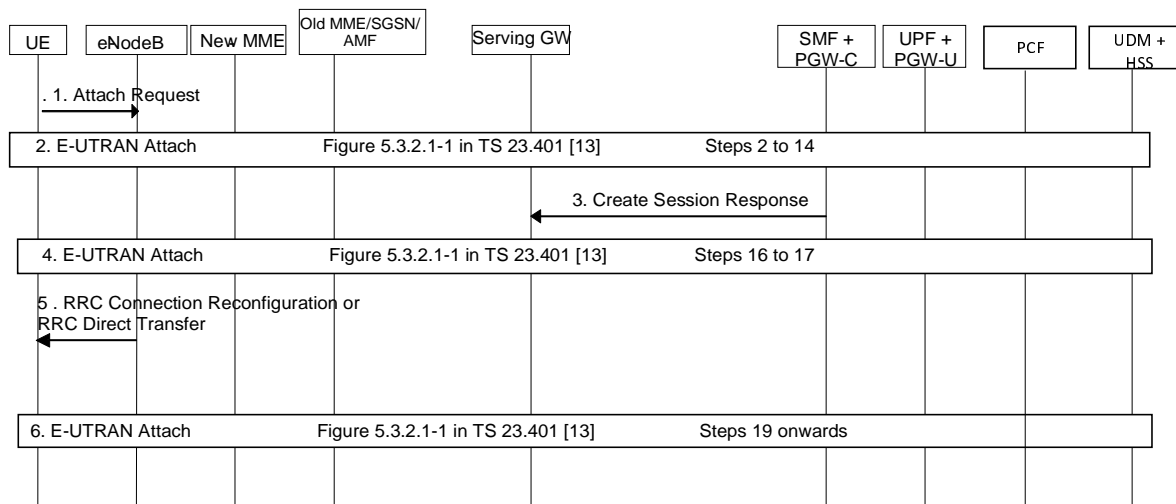 UE
eNodeB
New MME
Old MME/SGSN/
AMF
Serving GW
SMF +
PGW-C
UPF +
PGW-U
PCF
UDM +
HSS
. 1. Attach Request
2. E-UTRAN Attach Figure 5.3.2.1-1 in TS 23.401 [13] Steps 2 to 14
3. Create Session Response
4. E-UTRAN Attach Figure 5.3.2.1-1 in TS 23.401 [13] Steps 16 to 17
5 . RRC Connection Reconfiguration or
RRC Direct Transfer
6. E-UTRAN Attach Figure 5.3.2.1-1 in TS 23.401 [13] Steps 19 onwards